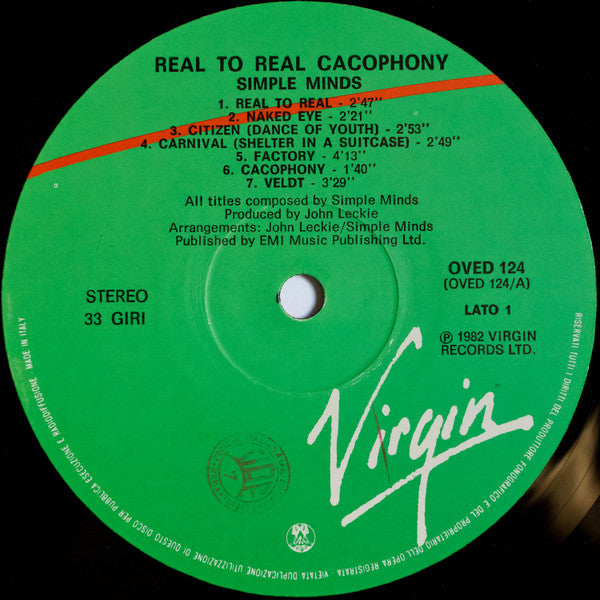 REAL TO REAL CACOPHONY
SIMPLE MINDS
1. REAL TO REAL - 2'47''
2. NAKED EYE - 2'21''
3. CITIZEN (DANCE OF YOUTH) - 2'53''
4. CARNIVAL (SHELTER IN A SUITCASE) - 2'49''
5. FACTORY - 4'13''
6. CACOPHONY - 1'40''
7. VELDT - 3'29''
All titles composed by Simple Minds
Produced by John Leckie
Arrangements: John Leckie/Simple Minds
Published by EMI Music Publishing Ltd.
STEREO
33 GIRI
OVED 124
(OVED 124/A)
LATO 1
℗ 1982 VIRGIN
RECORDS LTD.
Virgin
RISERVATI TUTTI I DIRITTI DEL PRODUTTORE FONOGRAFICO E DEL PROPRIETARIO DELL'OPERA REGISTRATA - VIETATA DUPLICAZIONE UTILIZZAZIONE DI QUESTO DISCO PER PUBBLICA ESECUZIONE E RADIODIFFUSIONE - MADE IN ITALY